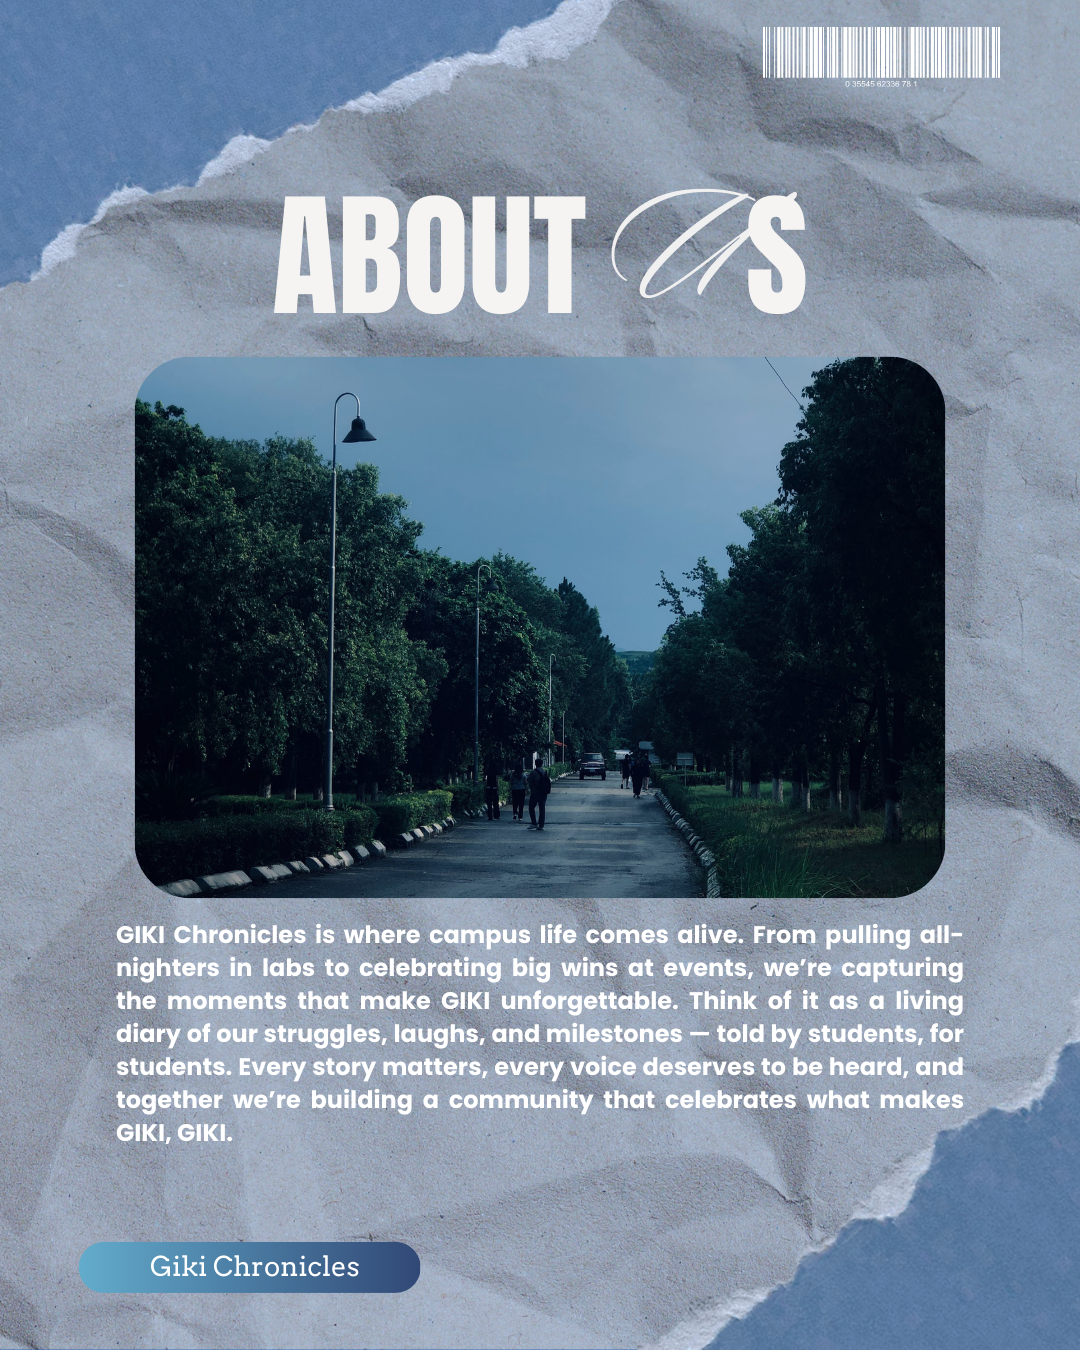 0 35545 62336 78 1
ABOUT US
GIKI Chronicles is where campus life comes alive. From pulling all-
nighters in labs to celebrating big wins at events, we’re capturing
the moments that make GIKI unforgettable. Think of it as a living
diary of our struggles, laughs, and milestones — told by students, for
students. Every story matters, every voice deserves to be heard, and
together we’re building a community that celebrates what makes
GIKI, GIKI.
Giki Chronicles